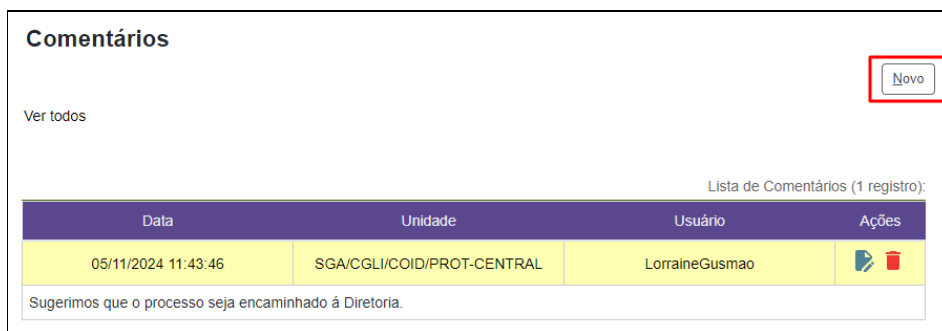 Comentários
Novo
Ver todos
Lista de Comentários (1 registro):
Data Unidade Usuário Ações
05/11/2024 11:43:46 SGA/CGLI/COID/PROT-CENTRAL LorraineGusmao
Sugerimos que o processo seja encaminhado á Diretoria.